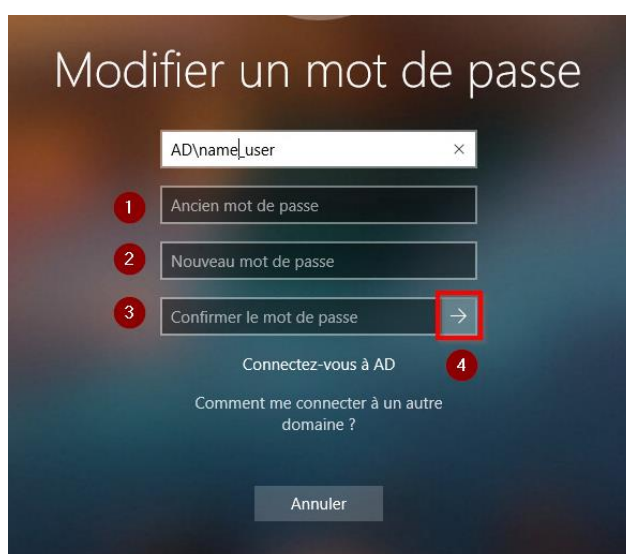 Modifier un mot de passe
AD\name_user
×
1 Ancien mot de passe
2 Nouveau mot de passe
3 Confirmer le mot de passe →
Connectez-vous à AD 4
Comment me connecter à un autre
domaine ?
Annuler